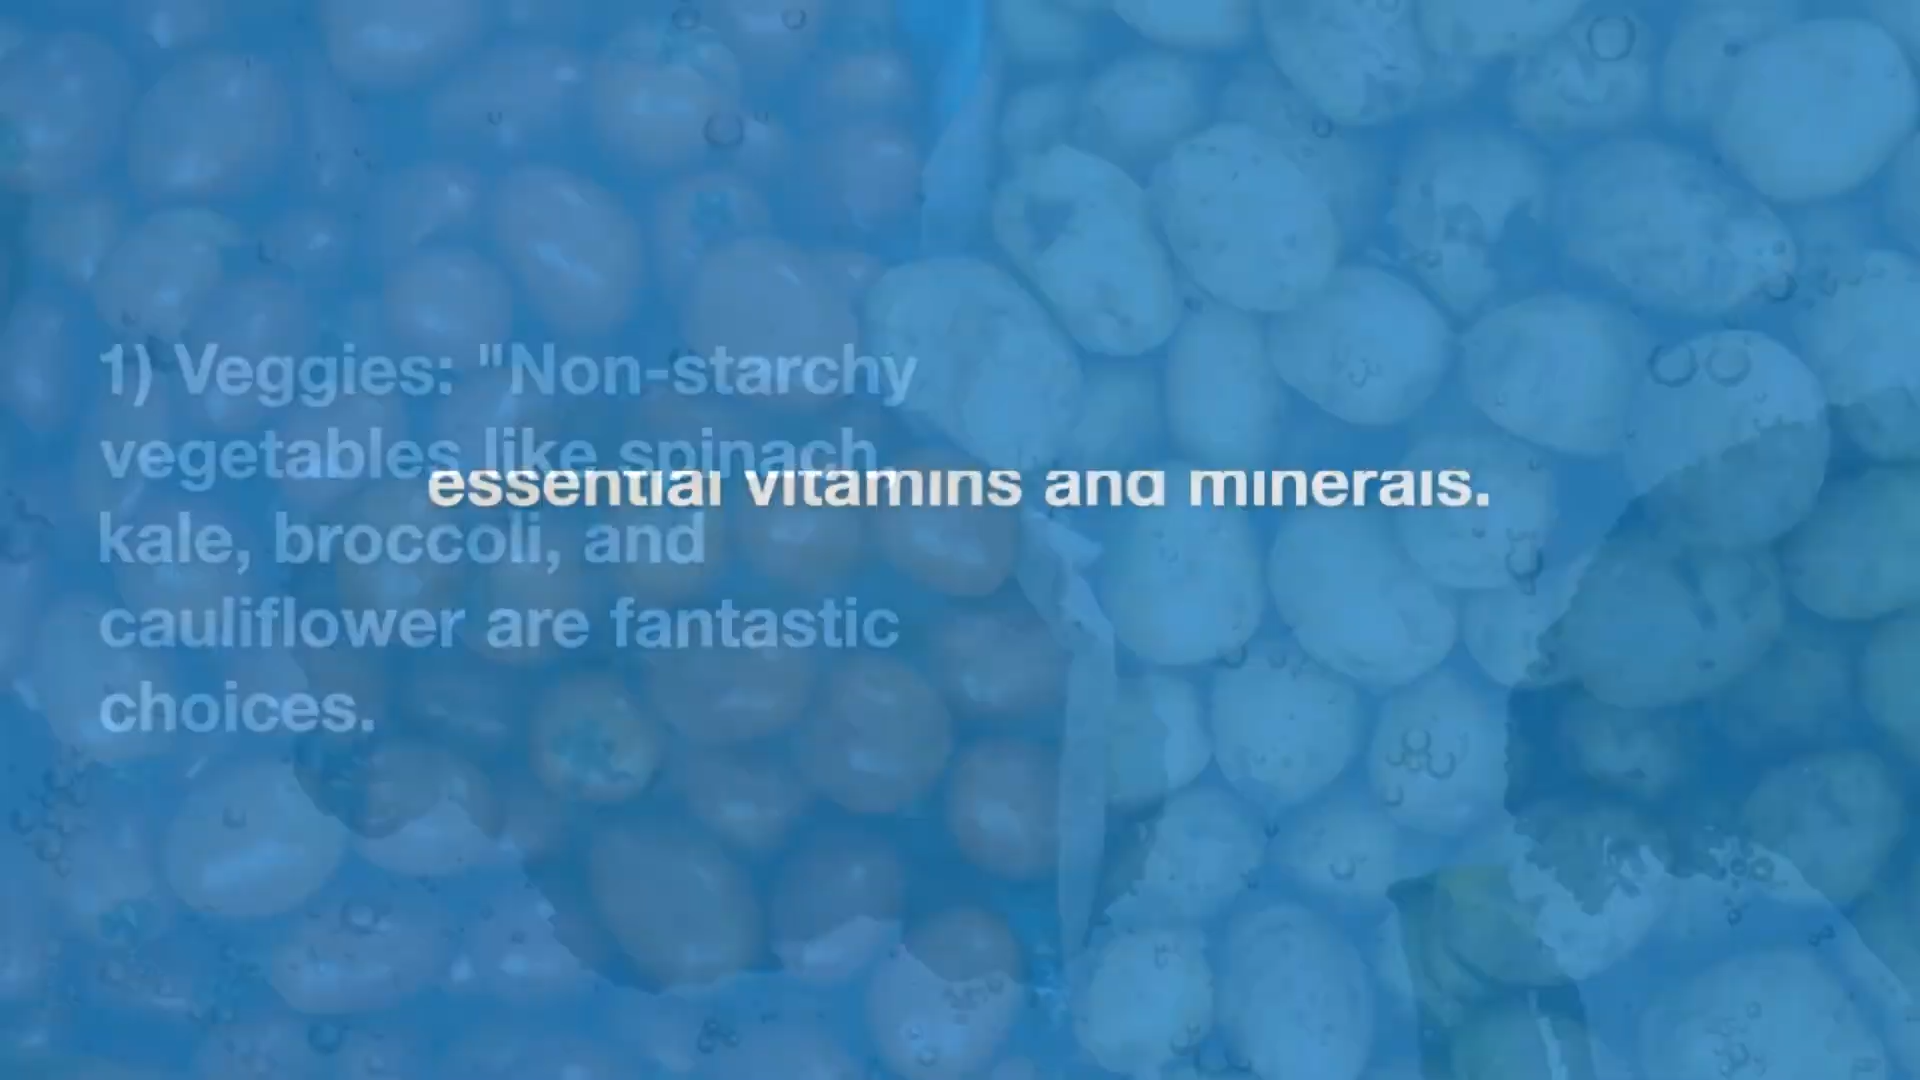 1) Veggies: "Non-starchy
vegetables like spinach,
essential vitamins and minerals.
kale, broccoli, and
cauliflower are fantastic
choices.